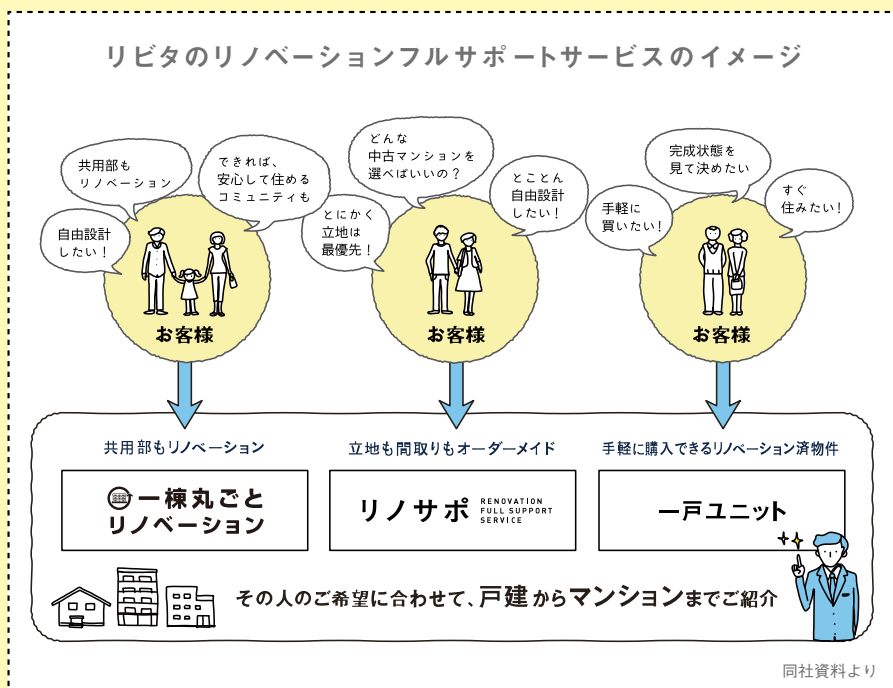 リビタのリノベーションフルサポートサービスのイメージ
共用部も
リノベーション
できれば、
安心して住める
コミュニティも
自由設計
したい！
お客様
どんな
中古マンションを
選べばいいの？
とことん
自由設計
したい！
とにかく
立地は
最優先！
お客様
完成状態を
見て決めたい
すぐ
住みたい！
手軽に
買いたい！
お客様
共用部もリノベーション
一棟丸ごと
リノベーション
立地も間取りもオーダーメイド
リノサポ
RENOVATION
FULL SUPPORT
SERVICE
手軽に購入できるリノベーション済物件
一戸ユニット
その人のご希望に合わせて、戸建からマンションまでご紹介
同社資料より